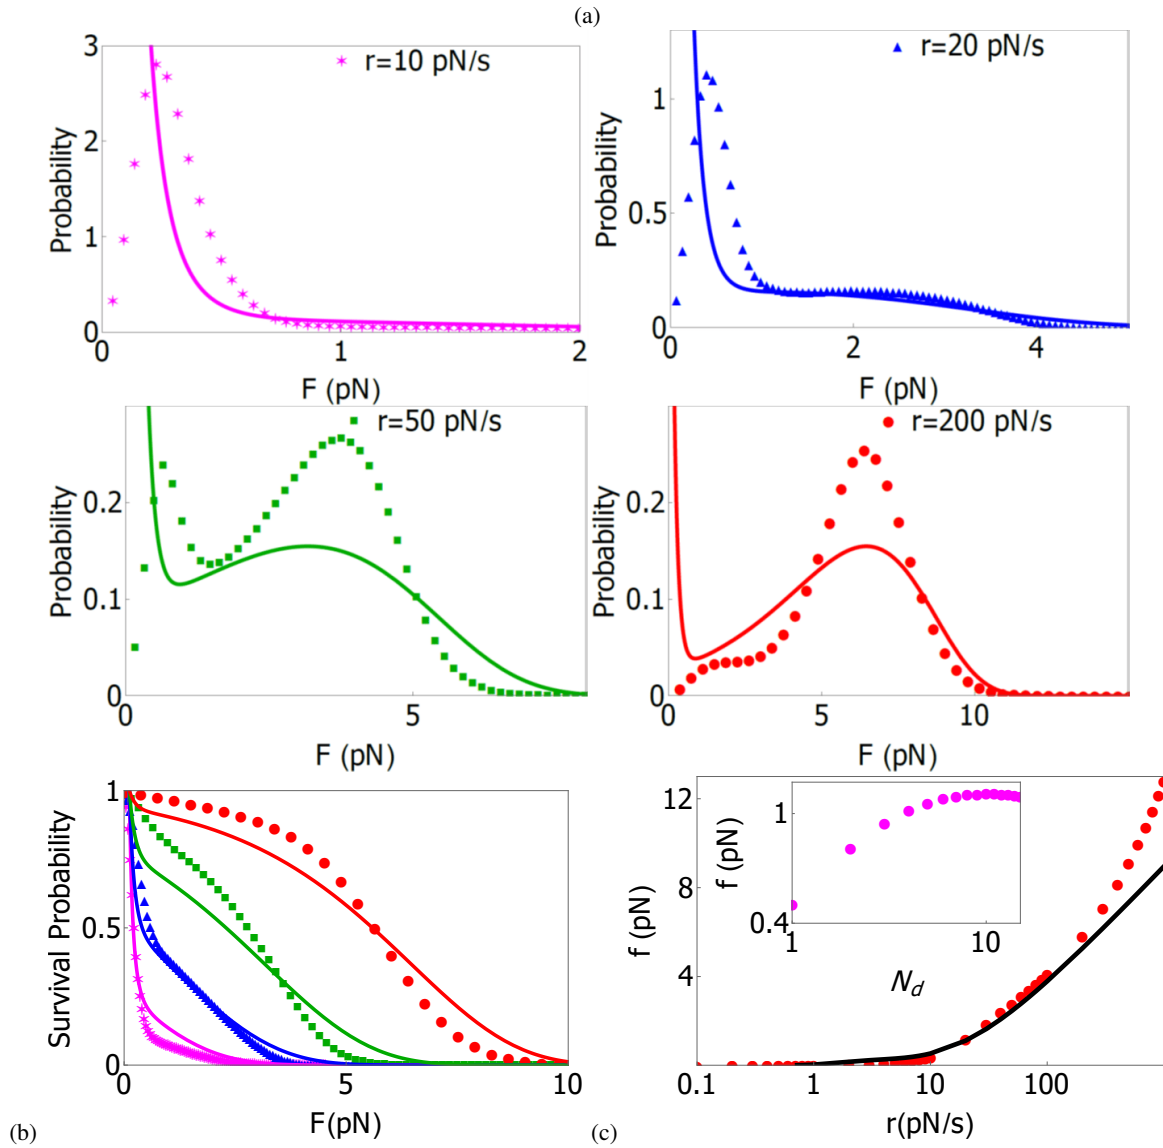 (a)
r=10 pN/s
3
2
1
0
Probability
0 1 2
F (pN)
r=20 pN/s
1
0.5
0
Probability
0 2 4
F (pN)
r=50 pN/s
0.2
0.1
0
Probability
0 5
F (pN)
r=200 pN/s
0.2
0.1
0
Probability
0 5 10
F (pN)
1
0.5
0
Survival Probability
0 5 10
F(pN)
(b)
12
8
4
f (pN)
0.1 1 10 100
r(pN/s)
1
0.4
f (pN)
1 10
N_d
(c)